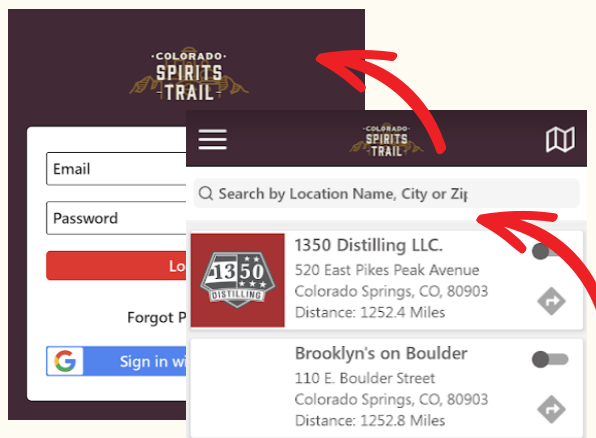 ·COLORADO·
SPIRITS
TRAIL
Email
Password
Lo
Forgot P
Sign in wi
·COLORADO·
SPIRITS
TRAIL
Search by Location Name, City or Zip
1350
DISTILLING
1350 Distilling LLC.
520 East Pikes Peak Avenue
Colorado Springs, CO, 80903
Distance: 1252.4 Miles
Brooklyn's on Boulder
110 E. Boulder Street
Colorado Springs, CO, 80903
Distance: 1252.8 Miles